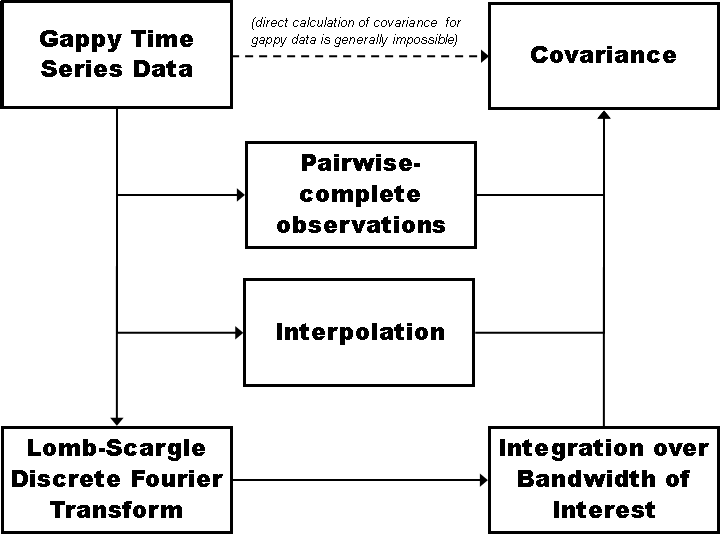 Gappy Time
Series Data
(direct calculation of covariance for
gappy data is generally impossible)
Covariance
Pairwise-
complete
observations
Interpolation
Lomb-Scargle
Discrete Fourier
Transform
Integration over
Bandwidth of
Interest